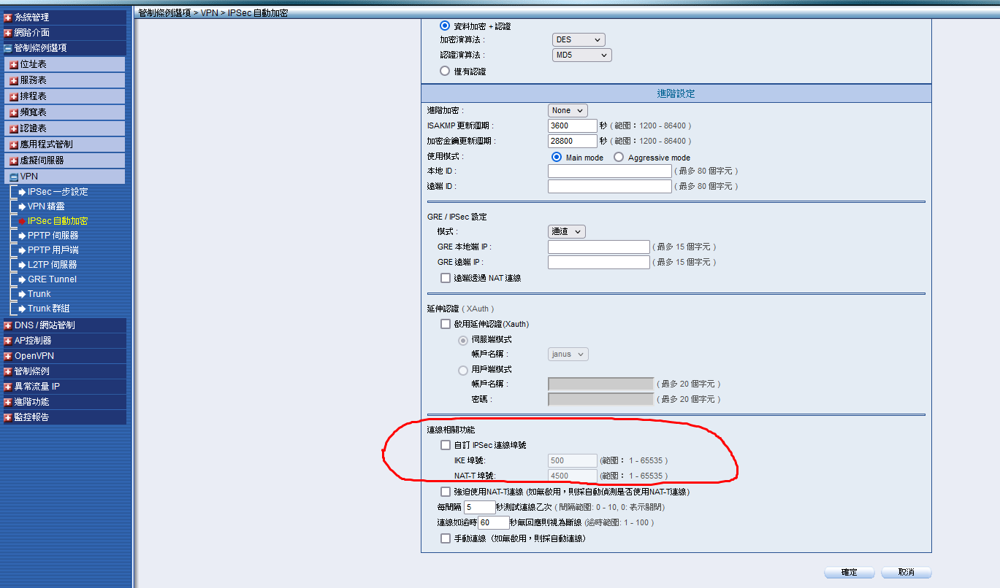 管制條例選項 > VPN > IPSec 自動加密
系統管理
網路介面
管制條例選項
位址表
服務表
排程表
頻寬表
認證表
應用程式管制
虛擬伺服器
VPN
IPSec 一步設定
VPN 精靈
IPSec 自動加密
PPTP 伺服器
PPTP 用戶端
L2TP 伺服器
GRE Tunnel
Trunk
Trunk 群組
DNS / 網站管制
AP控制器
OpenVPN
管制條例
異常流量 IP
進階功能
監控報告
資料加密 + 認證
加密演算法 : DES
認證演算法 : MD5
僅有認證
進階設定
進階加密 : None
ISAKMP 更新週期 : 3600 秒 ( 範圍：1200 - 86400 )
加密金鑰更新週期 : 28800 秒 ( 範圍：1200 - 86400 )
使用模式 : Main mode Aggressive mode
本地 ID : ( 最多 80 個字元 )
遠端 ID : ( 最多 80 個字元 )
GRE / IPSec 設定
模式 : 通道
GRE 本地端 IP : ( 最多 15 個字元 )
GRE 遠端 IP : ( 最多 15 個字元 )
遠端透過 NAT 連線
延伸認證 ( XAuth )
啟用延伸認證(Xauth)
伺服端模式
帳戶名稱 : janus
用戶端模式
帳戶名稱 : ( 最多 20 個字元 )
密碼 : ( 最多 20 個字元 )
連線相關功能
自訂 IPSec 連線埠號
IKE 埠號: 500 (範圍： 1 - 65535 )
NAT-T 埠號: 4500 (範圍： 1 - 65535 )
強迫使用NAT-T連線 (如無啟用，則採自動偵測是否使用NAT-T連線)
每間隔 5 秒測試連線乙次 ( 間隔範圍: 0 - 10, 0: 表示關閉)
連線如逾時 60 秒無回應則視為斷線 (逾時範圍: 1 - 100 )
手動連線（如無啟用，則採自動連線）
確定 取消